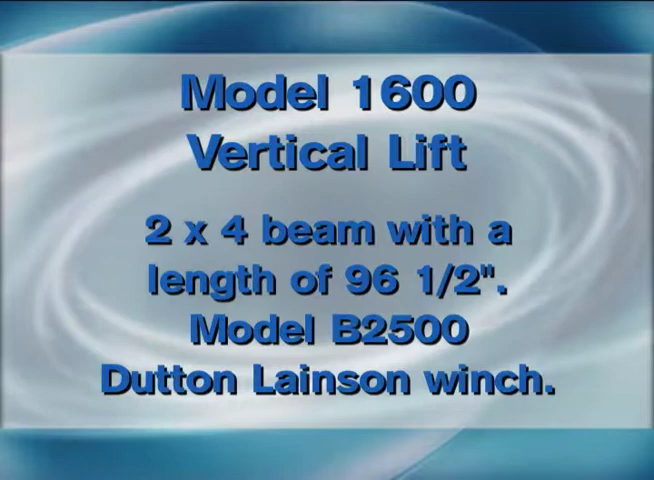 Model 1600
Vertical Lift
2 x 4 beam with a
length of 96 1/2".
Model B2500
Dutton Lainson winch.